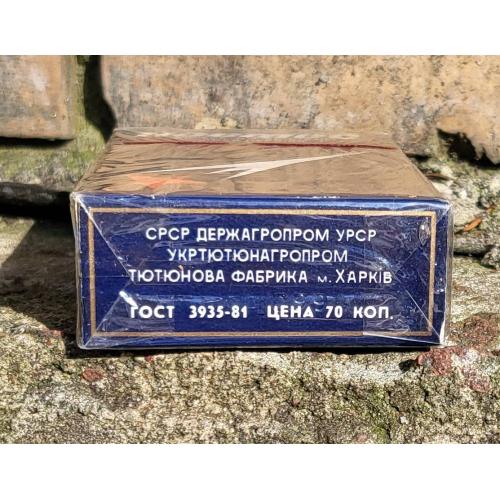 СРСР ДЕРЖАГРОПРОМ УРСР
УКРТЮТЮНАГРОПРОМ
ТЮТЮНОВА ФАБРИКА м. ХАРКІВ
ГОСТ 3935-81 ЦЕНА 70 КОП.